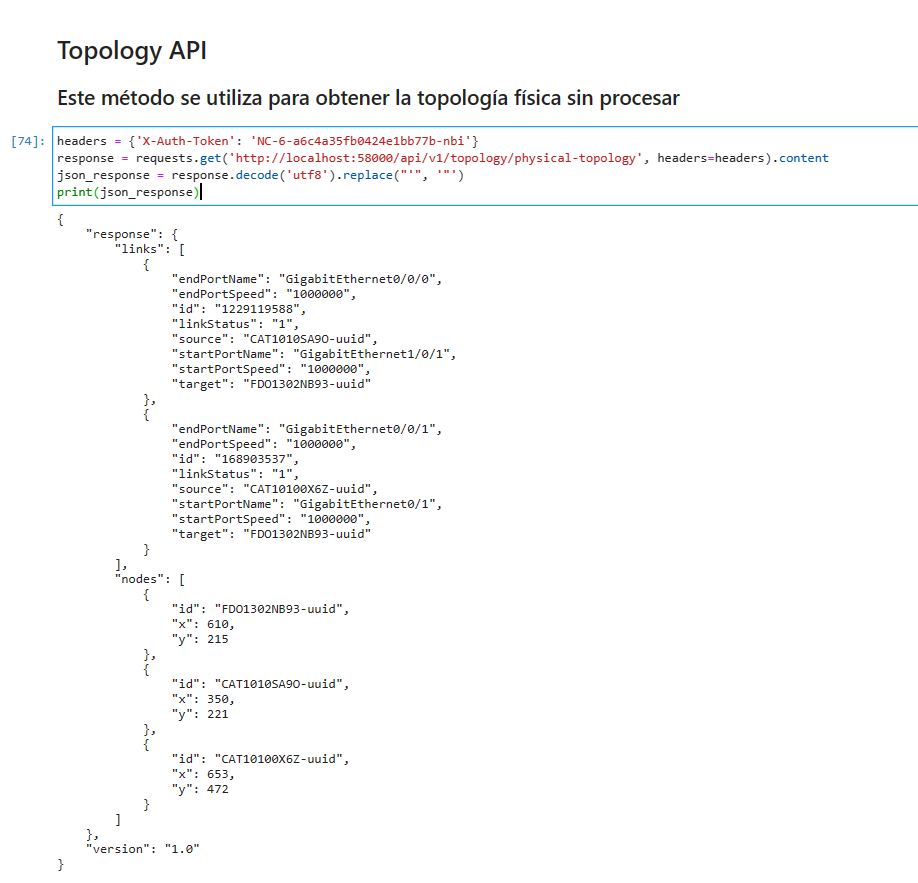 Topology API
Este método se utiliza para obtener la topología física sin procesar
[74]: headers = {'X-Auth-Token': 'NC-6-a6c4a35fb0424e1bb77b-nbi'}
response = requests.get('http://localhost:58000/api/v1/topology/physical-topology', headers=headers).content
json_response = response.decode('utf8').replace("'", '"')
print(json_response)
{
    "response": {
        "links": [
            {
                "endPortName": "GigabitEthernet0/0/0",
                "endPortSpeed": "1000000",
                "id": "1229119588",
                "linkStatus": "1",
                "source": "CAT1010SA9O-uuid",
                "startPortName": "GigabitEthernet1/0/1",
                "startPortSpeed": "1000000",
                "target": "FDO1302NB93-uuid"
            },
            {
                "endPortName": "GigabitEthernet0/0/1",
                "endPortSpeed": "1000000",
                "id": "168903537",
                "linkStatus": "1",
                "source": "CAT10100X6Z-uuid",
                "startPortName": "GigabitEthernet0/1",
                "startPortSpeed": "1000000",
                "target": "FDO1302NB93-uuid"
            }
        ],
        "nodes": [
            {
                "id": "FDO1302NB93-uuid",
                "x": 610,
                "y": 215
            },
            {
                "id": "CAT1010SA9O-uuid",
                "x": 350,
                "y": 221
            },
            {
                "id": "CAT10100X6Z-uuid",
                "x": 653,
                "y": 472
            }
        ]
    },
    "version": "1.0"
}